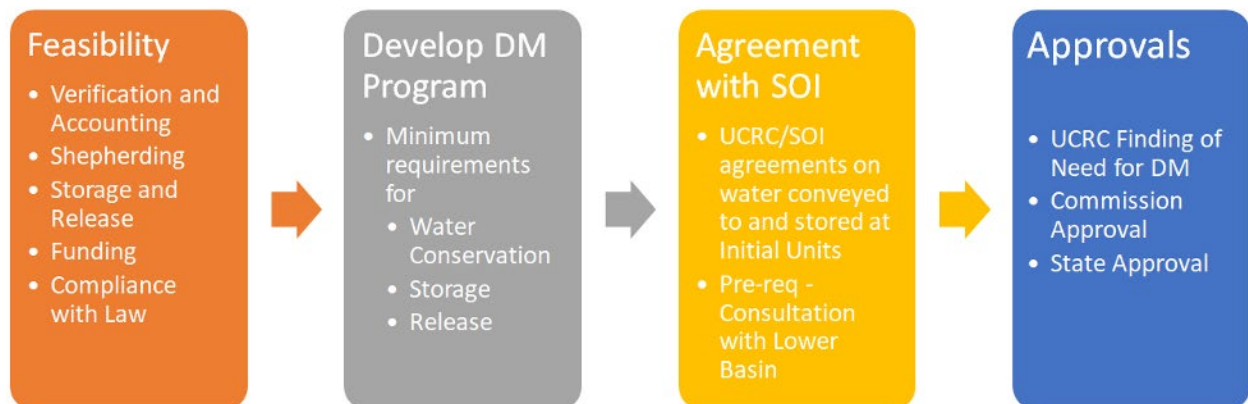 Feasibility
• Verification and
Accounting
• Shepherding
• Storage and
Release
• Funding
• Compliance
with Law
Develop DM
Program
• Minimum
requirements
for
• Water
Conservation
• Storage
• Release
Agreement
with SOI
• UCRC/SOI
agreements on
water conveyed
to and stored at
Initial Units
• Pre-req -
Consultation
with Lower
Basin
Approvals
• UCRC Finding of
Need for DM
• Commission
Approval
• State Approval